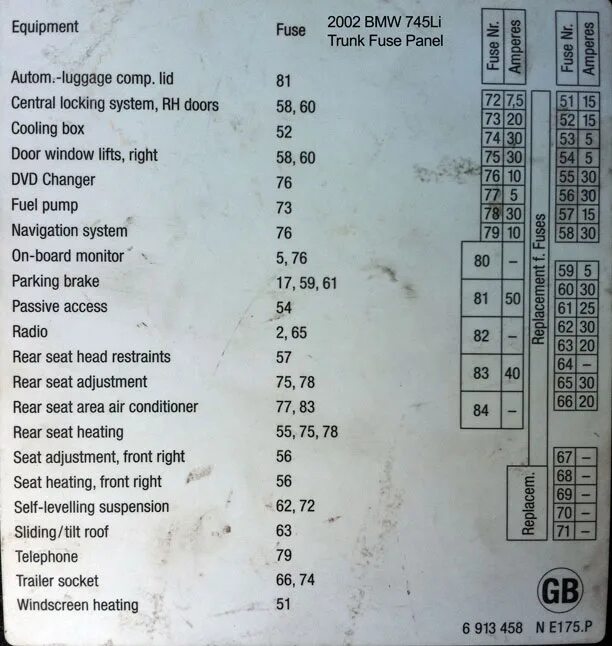 Equipment Fuse
2002 BMW 745Li
Trunk Fuse Panel
Autom.-luggage comp. lid 81
Central locking system, RH doors 58, 60
Cooling box 52
Door window lifts, right 58, 60
DVD Changer 76
Fuel pump 73
Navigation system 76
On-board monitor 5, 76
Parking brake 17, 59, 61
Passive access 54
Radio 2, 65
Rear seat head restraints 57
Rear seat adjustment 75, 78
Rear seat area air conditioner 77, 83
Rear seat heating 55, 75, 78
Seat adjustment, front right 56
Seat heating, front right 56
Self-levelling suspension 62, 72
Sliding/tilt roof 63
Telephone 79
Trailer socket 66, 74
Windscreen heating 51
Fuse Nr. Amperes
72 7,5
73 20
74 30
75 30
76 10
77 5
78 30
79 10
80 –
81 50
82 –
83 40
84 –
Replacement f. Fuses
Replacem.
Fuse Nr. Amperes
51 15
52 15
53 5
54 5
55 30
56 30
57 15
58 30
59 5
60 30
61 25
62 30
63 20
64 –
65 30
66 20
67 –
68 –
69 –
70 –
71 –
GB
6 913 458 N E175.P